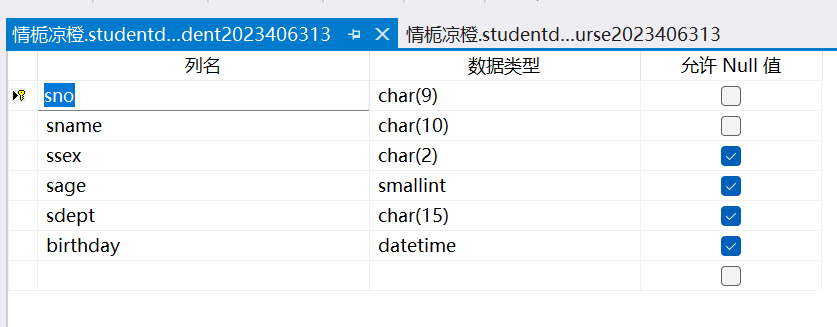 情栀凉橙.studentd...dent2023406313 情栀凉橙.studentd...urse2023406313
列名 数据类型 允许 Null 值
sno char(9)
sname char(10)
ssex char(2)
sage smallint
sdept char(15)
birthday datetime